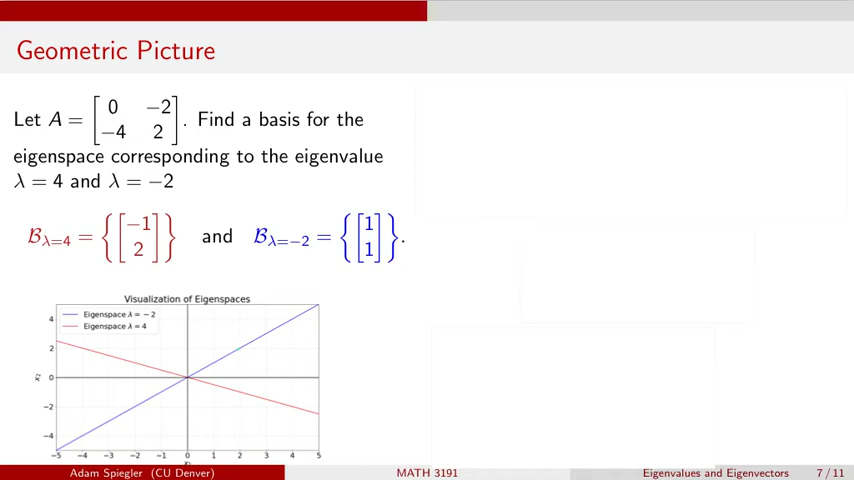 Geometric Picture
Let A = [0 −2; −4 2]. Find a basis for the
eigenspace corresponding to the eigenvalue
λ = 4 and λ = −2
ℬλ=4 = {[−1; 2]} and ℬλ=−2 = {[1; 1]}.
Visualization of Eigenspaces
Eigenspace λ = −2
Eigenspace λ = 4
4
2
0
−2
−4
x₂
−5 −4 −3 −2 −1 0 1 2 3 4 5
Adam Spiegler (CU Denver) MATH 3191 Eigenvalues and Eigenvectors 7 / 11